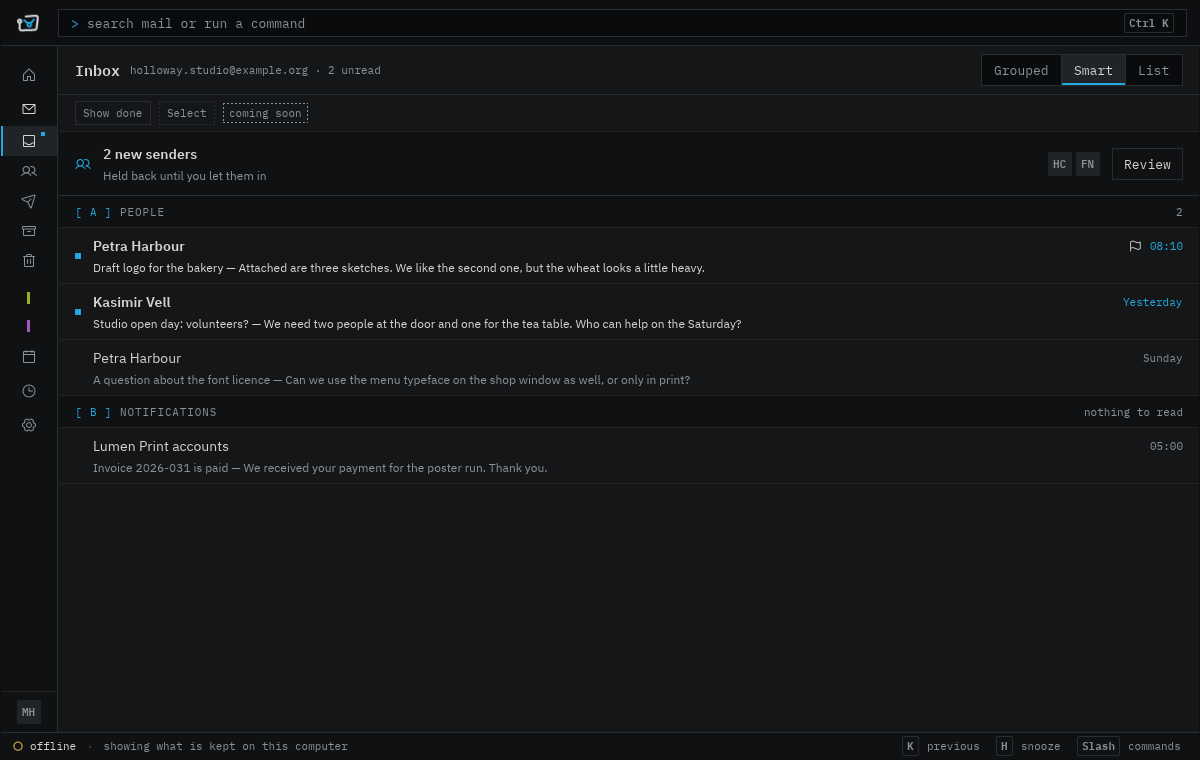 > search mail or run a command Ctrl K
Inbox holloway.studio@example.org · 2 unread Grouped Smart List
Show done Select coming soon
2 new senders
Held back until you let them in HC FN Review
[ A ] PEOPLE 2
Petra Harbour 08:10
Draft logo for the bakery — Attached are three sketches. We like the second one, but the wheat looks a little heavy.
Kasimir Vell Yesterday
Studio open day: volunteers? — We need two people at the door and one for the tea table. Who can help on the Saturday?
Petra Harbour Sunday
A question about the font licence — Can we use the menu typeface on the shop window as well, or only in print?
[ B ] NOTIFICATIONS nothing to read
Lumen Print accounts 05:00
Invoice 2026-031 is paid — We received your payment for the poster run. Thank you.
MH
offline · showing what is kept on this computer K previous H snooze Slash commands